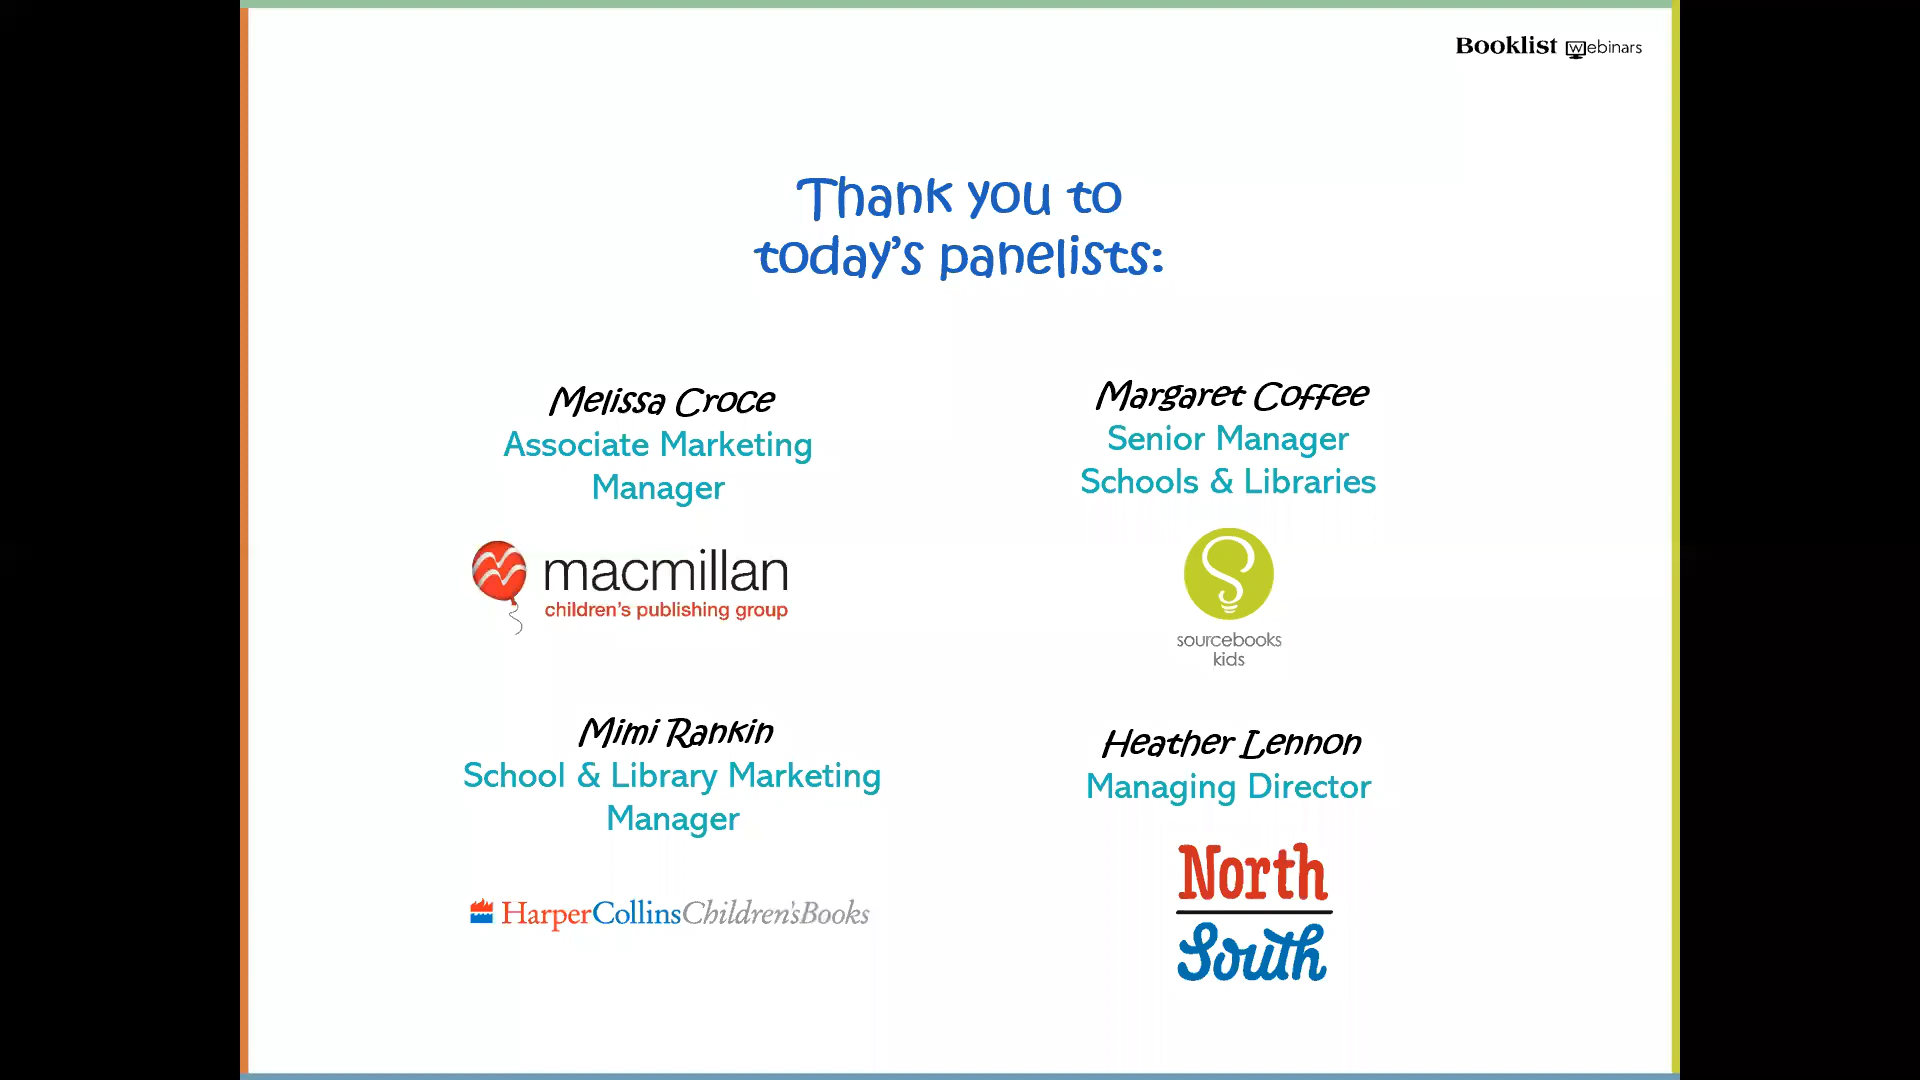 Booklist Webinars
Thank you to
today's panelists:
Melissa Croce
Associate Marketing
Manager
macmillan
children's publishing group
Margaret Coffee
Senior Manager
Schools & Libraries
sourcebooks
kids
Mimi Rankin
School & Library Marketing
Manager
HarperCollinsChildren'sBooks
Heather Lennon
Managing Director
North
South